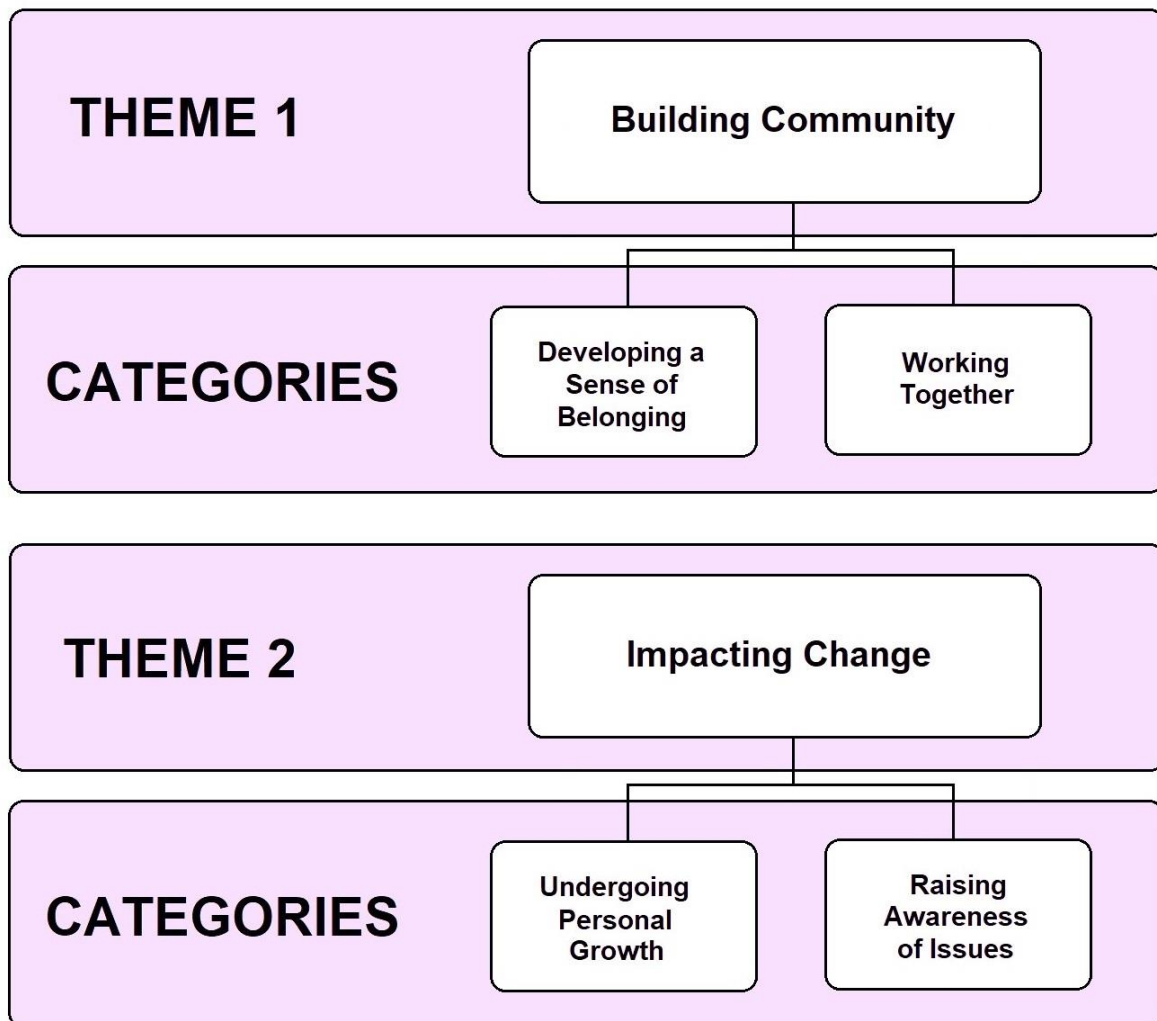 THEME 1
Building Community
CATEGORIES
Developing a
Sense of
Belonging
Working
Together
THEME 2
Impacting Change
CATEGORIES
Undergoing
Personal
Growth
Raising
Awareness
of Issues